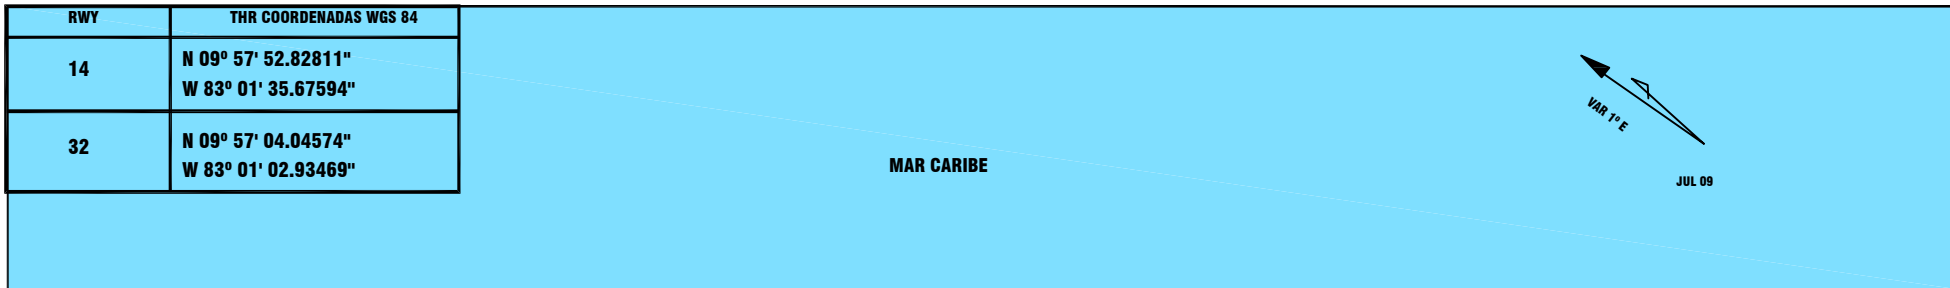 RWY THR COORDENADAS WGS 84
14 N 09º 57' 52.82811"
W 83º 01' 35.67594"
32 N 09º 57' 04.04574"
W 83º 01' 02.93469"
MAR CARIBE
VAR 1º E
JUL 09